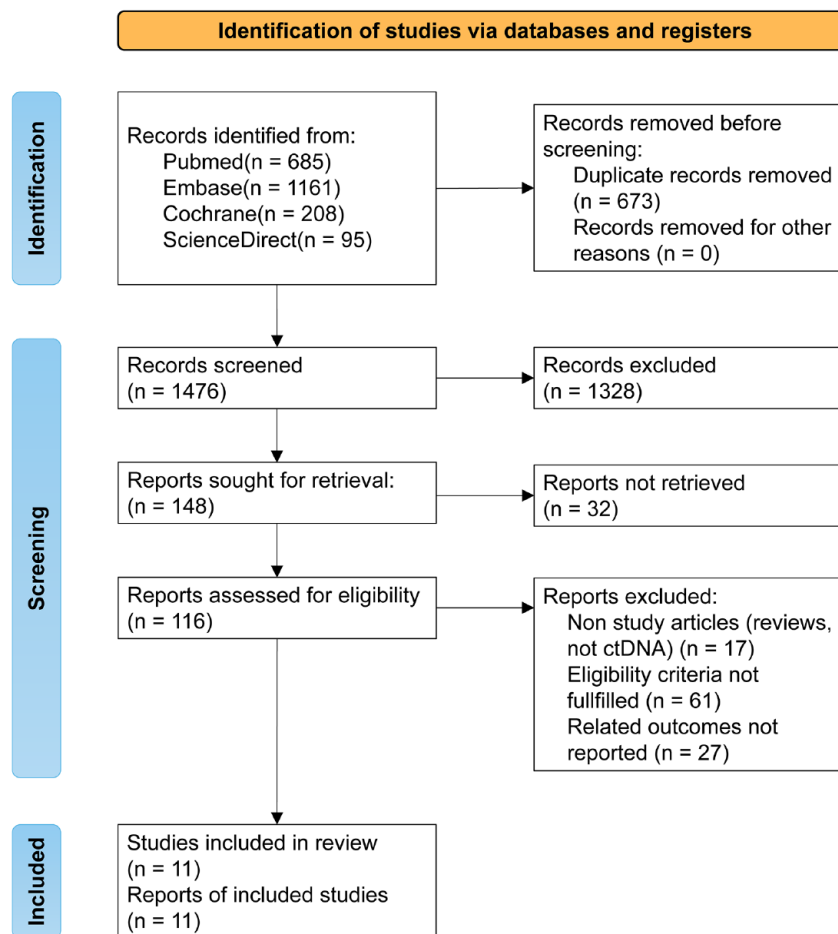 Identification of studies via databases and registers
Identification
Records identified from:
Pubmed(n = 685)
Embase(n = 1161)
Cochrane(n = 208)
ScienceDirect(n = 95)
Records removed before
screening:
Duplicate records removed
(n = 673)
Records removed for other
reasons (n = 0)
Screening
Records screened
(n = 1476)
Records excluded
(n = 1328)
Reports sought for retrieval:
(n = 148)
Reports not retrieved
(n = 32)
Reports assessed for eligibility
(n = 116)
Reports excluded:
Non study articles (reviews,
not ctDNA) (n = 17)
Eligibility criteria not
fullfilled (n = 61)
Related outcomes not
reported (n = 27)
Included
Studies included in review
(n = 11)
Reports of included studies
(n = 11)